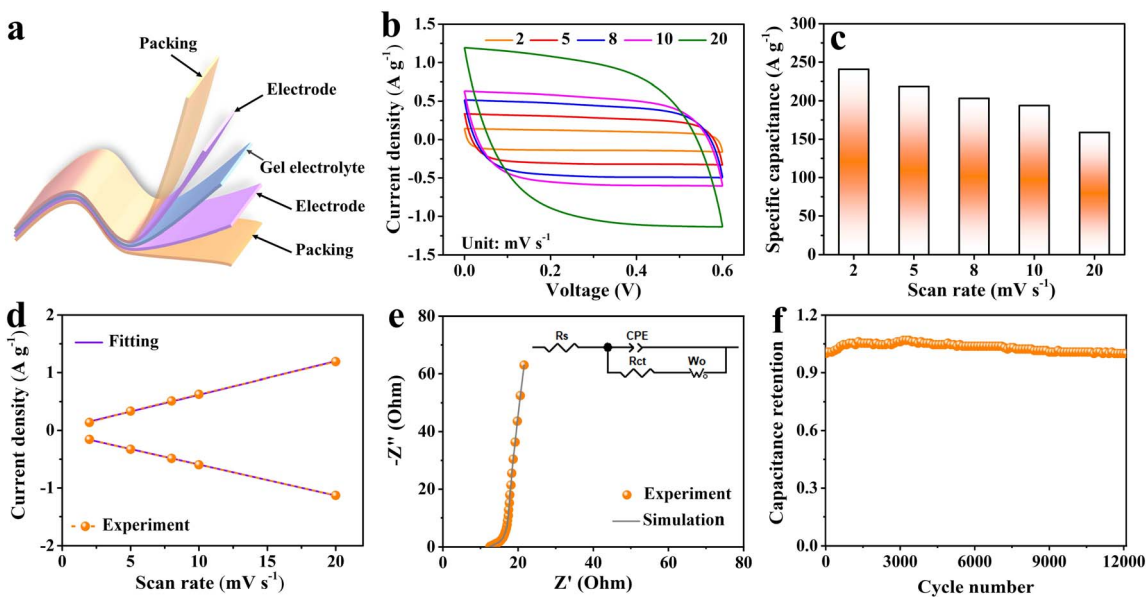 a
Packing
Electrode
Gel electrolyte
Electrode
Packing
b
2 5 8 10 20
Current density (A g⁻¹)
1.5
1.0
0.5
0.0
-0.5
-1.0
-1.5
Unit: mV s⁻¹
0.0 0.2 0.4 0.6
Voltage (V)
c
Specific capacitance (A g⁻¹)
300
250
200
150
100
50
0
2 5 8 10 20
Scan rate (mV s⁻¹)
d
Current density (A g⁻¹)
2
1
0
-1
-2
Fitting
Experiment
0 5 10 15 20
Scan rate (mV s⁻¹)
e
-Z'' (Ohm)
80
60
40
20
0
Rs
CPE
Rct
Wo
Experiment
Simulation
0 20 40 60 80
Z' (Ohm)
f
Capacitance retention
1.2
0.9
0.6
0.3
0.0
0 3000 6000 9000 12000
Cycle number